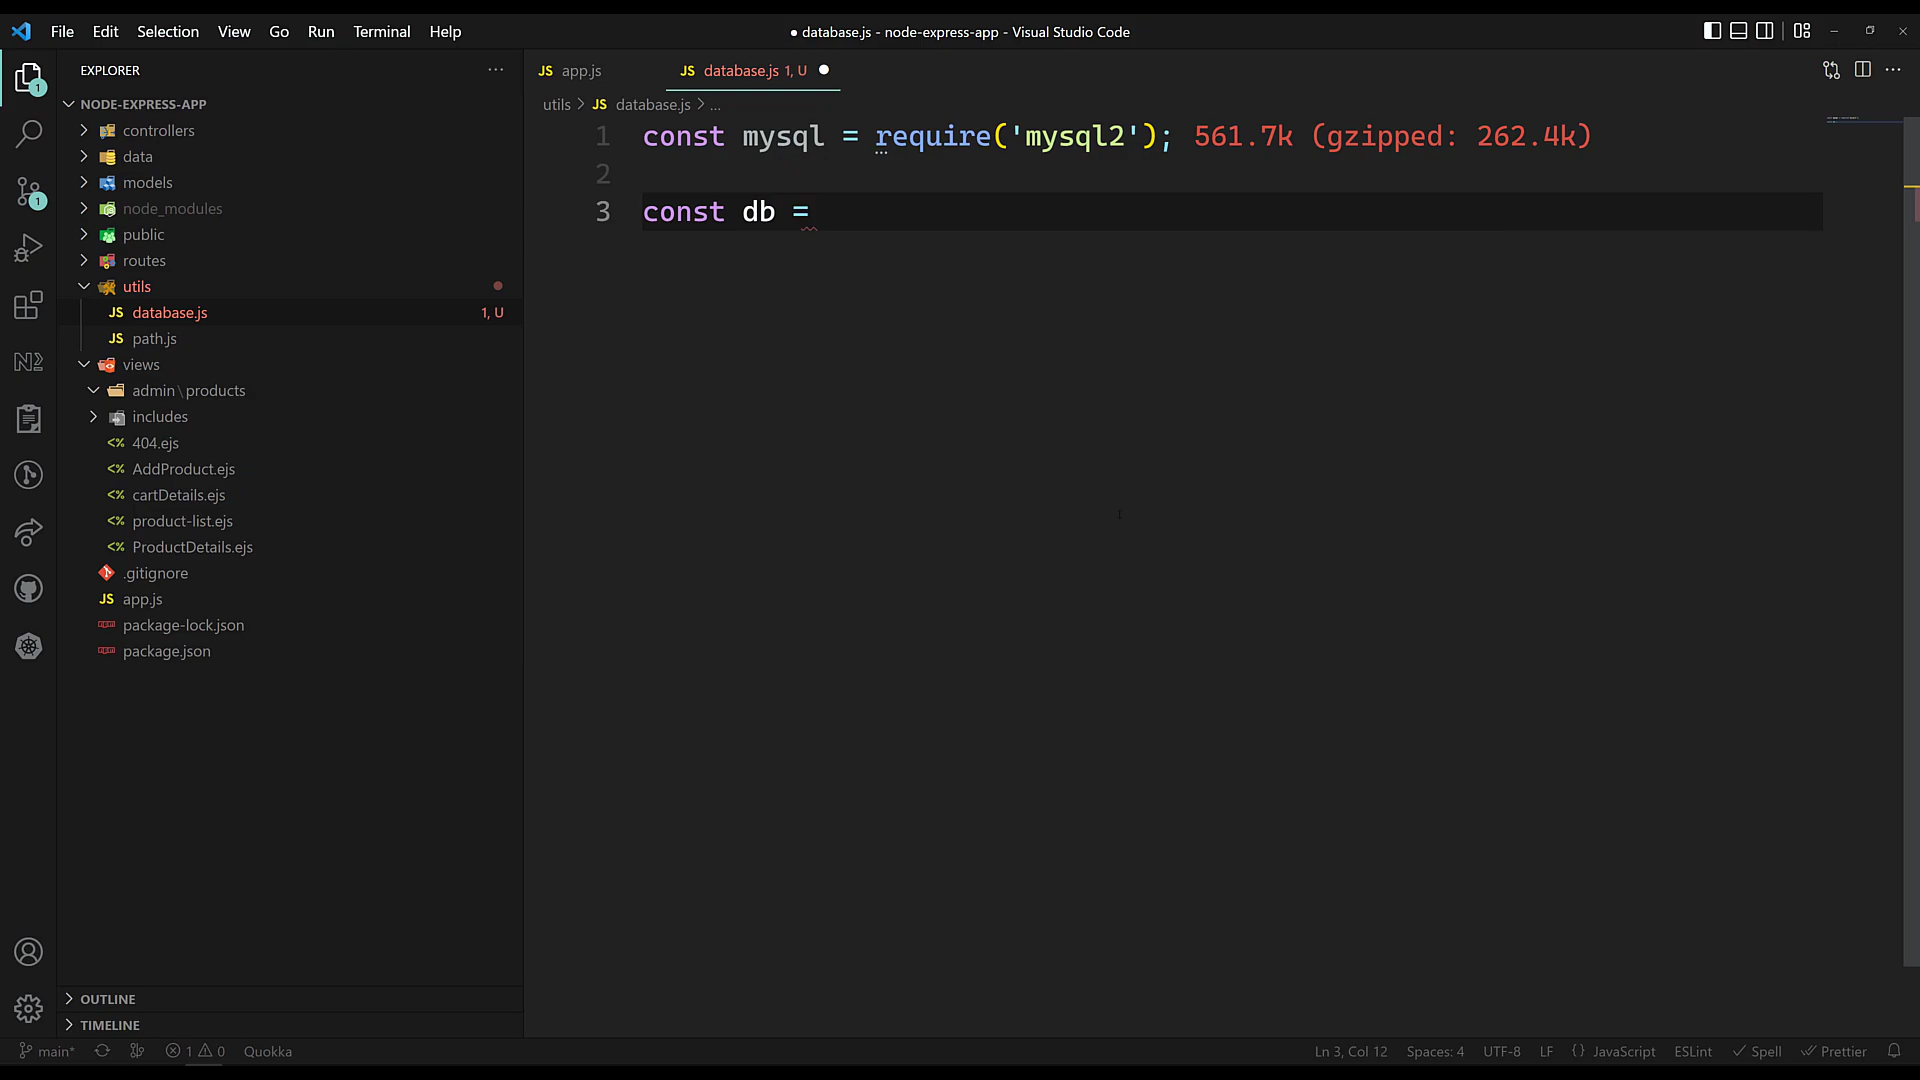 File Edit Selection View Go Run Terminal Help
● database.js - node-express-app - Visual Studio Code
EXPLORER
1
NODE-EXPRESS-APP
controllers
data
models
1
node_modules
public
routes
utils
JS database.js 1, U
JS path.js
views
admin\products
includes
<% 404.ejs
<% AddProduct.ejs
<% cartDetails.ejs
<% product-list.ejs
<% ProductDetails.ejs
.gitignore
JS app.js
package-lock.json
package.json
OUTLINE
TIMELINE
JS app.js
JS database.js 1, U
utils > JS database.js > ...
1 const mysql = require('mysql2'); 561.7k (gzipped: 262.4k)
2
3 const db =
main* 1 0 Quokka
Ln 3, Col 12 Spaces: 4 UTF-8 LF {} JavaScript ESLint Spell Prettier